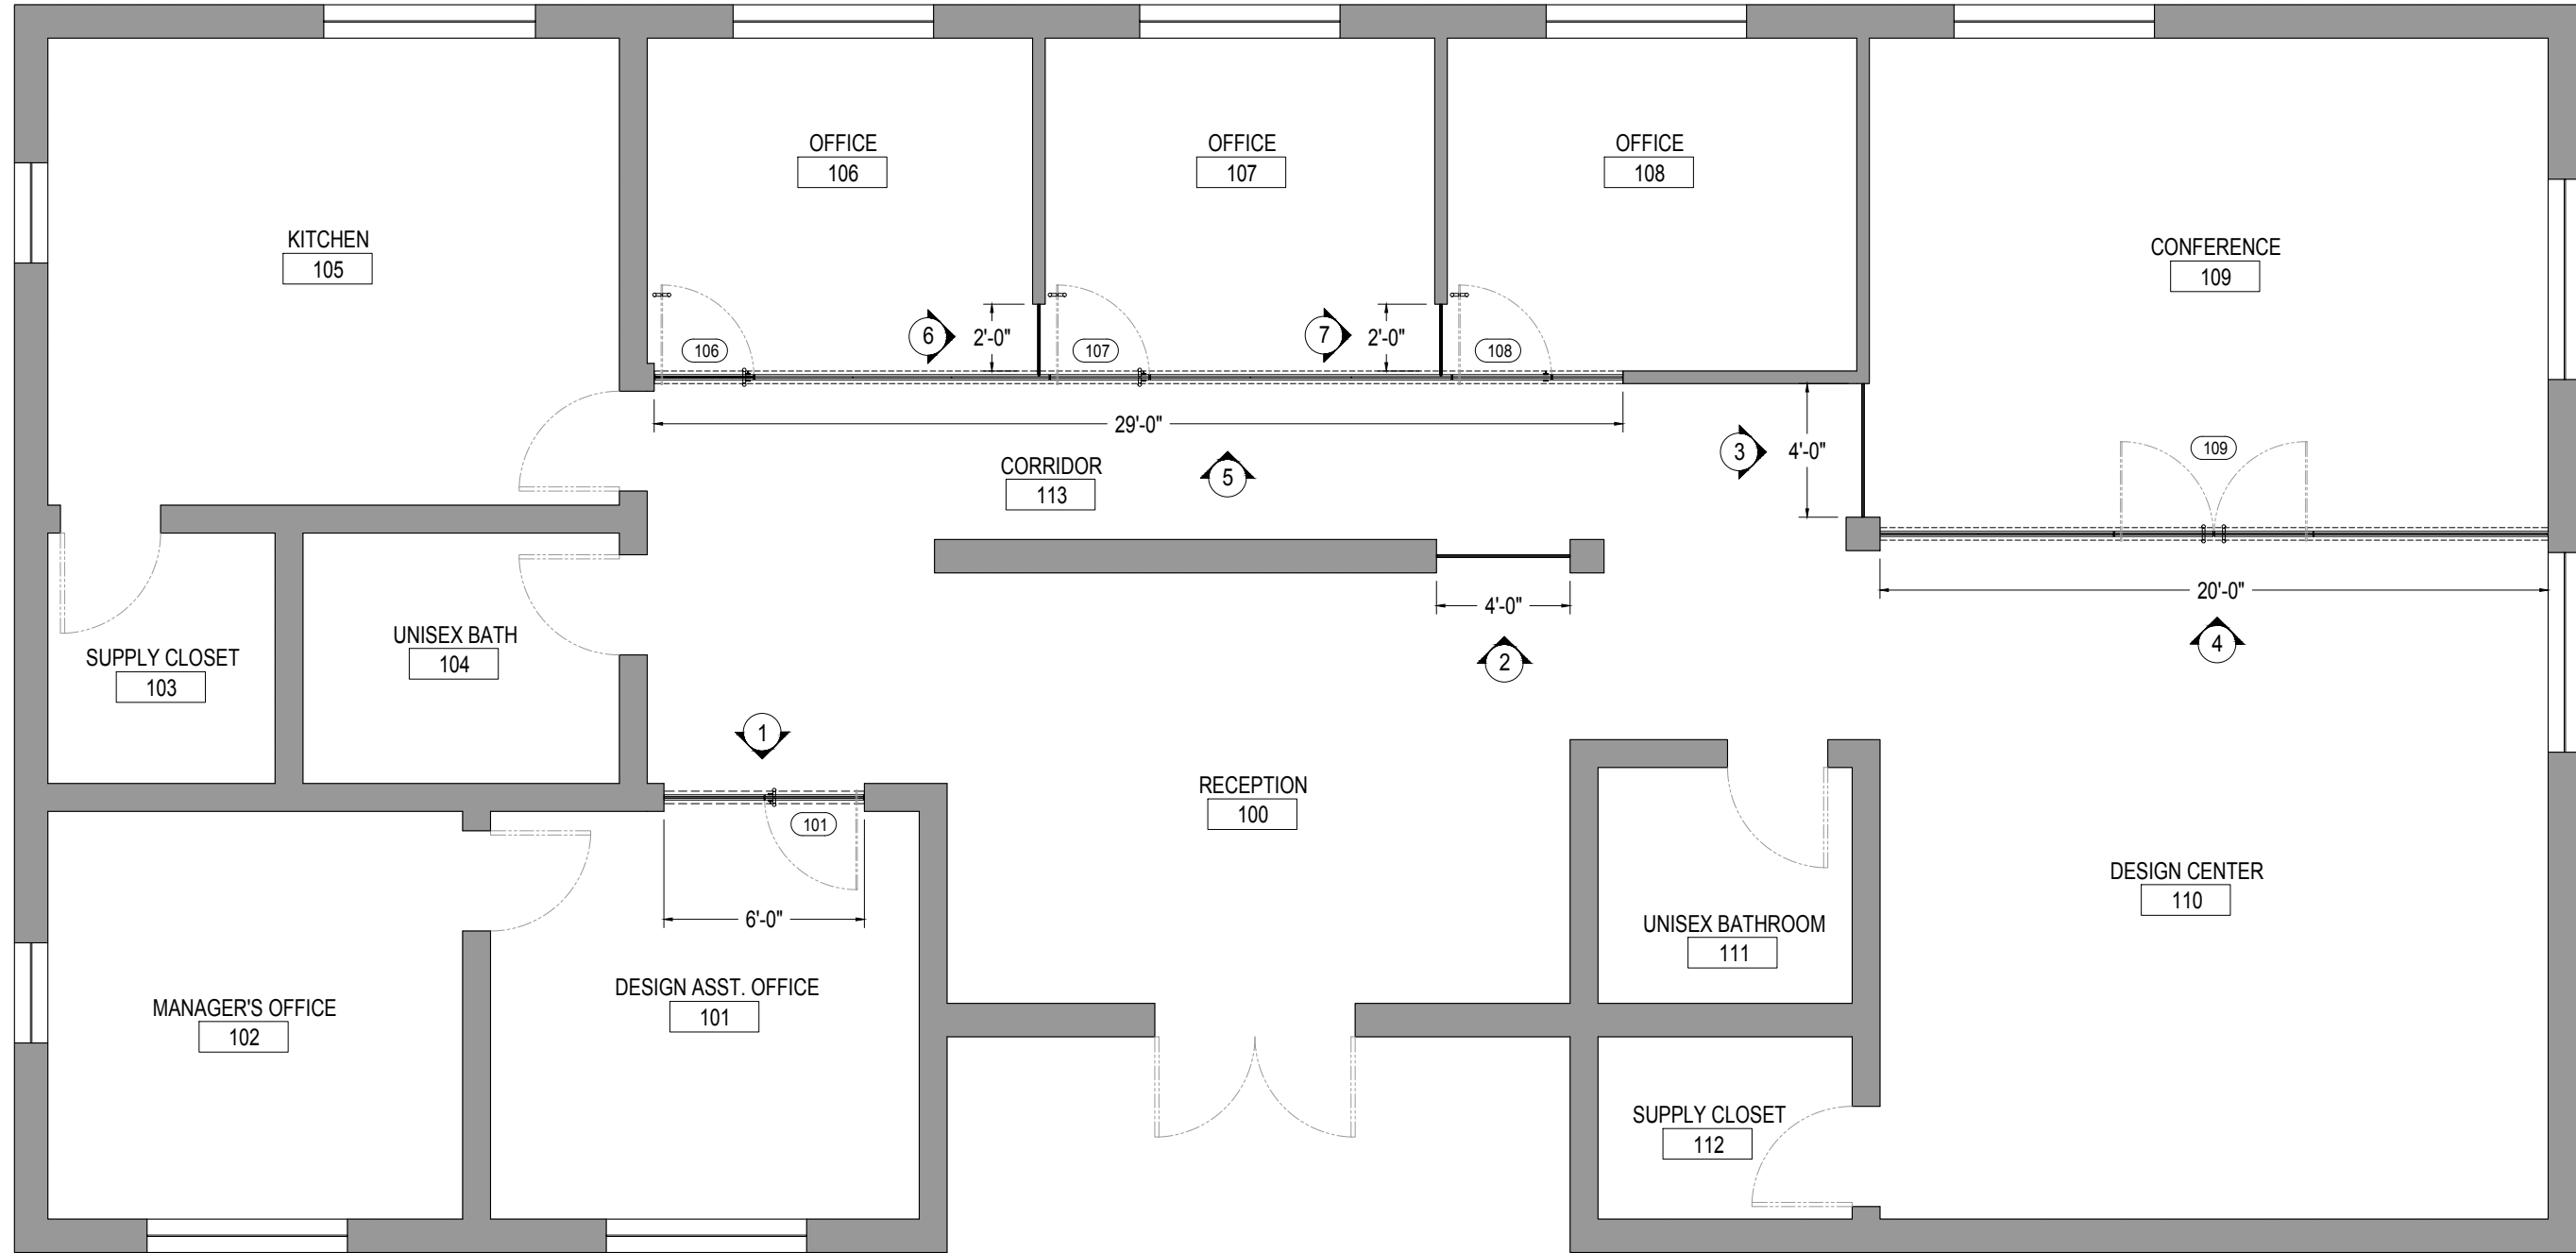 OFFICE
106
OFFICE
107
OFFICE
108
KITCHEN
105
CONFERENCE
109
6
2'-0"
7
2'-0"
106
107
108
29'-0"
3
4'-0"
109
CORRIDOR
113
5
4'-0"
20'-0"
UNISEX BATH
104
SUPPLY CLOSET
103
2
4
1
RECEPTION
100
101
6'-0"
DESIGN CENTER
110
UNISEX BATHROOM
111
DESIGN ASST. OFFICE
101
MANAGER'S OFFICE
102
SUPPLY CLOSET
112